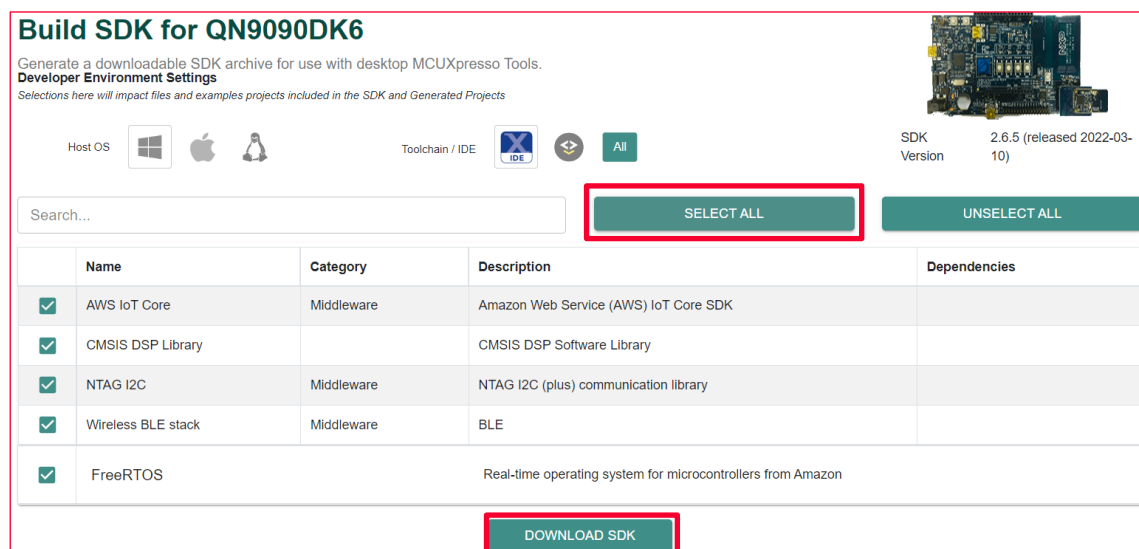 Build SDK for QN9090DK6
Generate a downloadable SDK archive for use with desktop MCUXpresso Tools.
Developer Environment Settings
Selections here will impact files and examples projects included in the SDK and Generated Projects
Host OS
Toolchain / IDE
IDE
All
SDK Version
2.6.5 (released 2022-03-10)
Search...
SELECT ALL
UNSELECT ALL
Name Category Description Dependencies
AWS IoT Core Middleware Amazon Web Service (AWS) IoT Core SDK
CMSIS DSP Library CMSIS DSP Software Library
NTAG I2C Middleware NTAG I2C (plus) communication library
Wireless BLE stack Middleware BLE
FreeRTOS Real-time operating system for microcontrollers from Amazon
DOWNLOAD SDK